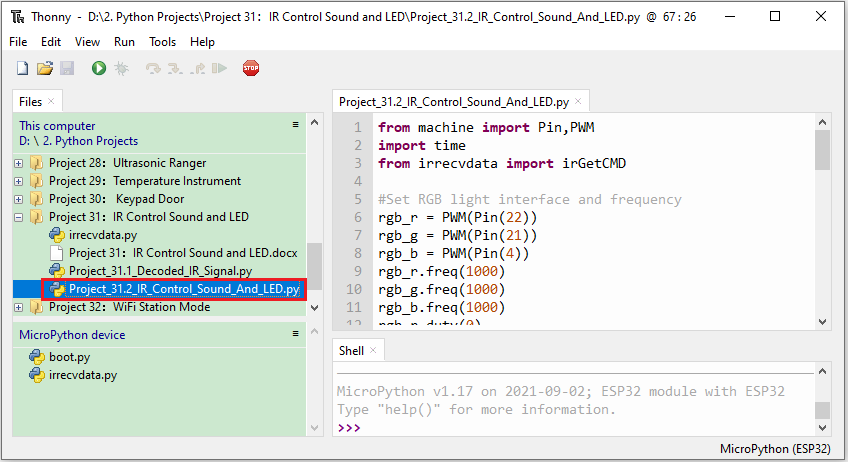 Thonny - D:\2. Python Projects\Project 31：IR Control Sound and LED\Project_31.2_IR_Control_Sound_And_LED.py @ 67:26
File Edit View Run Tools Help
STOP
Files
This computer
D: \ 2. Python Projects
Project 28：Ultrasonic Ranger
Project 29：Temperature Instrument
Project 30： Keypad Door
Project 31：IR Control Sound and LED
irrecvdata.py
Project 31：IR Control Sound and LED.docx
Project_31.1_Decoded_IR_Signal.py
Project_31.2_IR_Control_Sound_And_LED.py
Project 32：WiFi Station Mode
MicroPython device
boot.py
irrecvdata.py
Project_31.2_IR_Control_Sound_And_LED.py
1 from machine import Pin,PWM
2 import time
3 from irrecvdata import irGetCMD
4
5 #Set RGB light interface and frequency
6 rgb_r = PWM(Pin(22))
7 rgb_g = PWM(Pin(21))
8 rgb_b = PWM(Pin(4))
9 rgb_r.freq(1000)
10 rgb_g.freq(1000)
11 rgb_b.freq(1000)
12 rgb_r.duty(0)
Shell
MicroPython v1.17 on 2021-09-02; ESP32 module with ESP32
Type "help()" for more information.
>>>
MicroPython (ESP32)